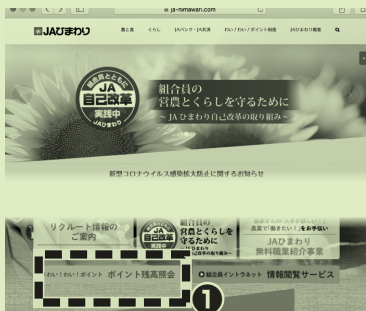 ja-himawari.com
JAひまわり
農と食 くらし JAバンク・JA共済 わい!わい!ポイント制度 JAひまわり概要
組合員とともに
JA
自己改革
実践中
JAひまわり
組合員の
営農とくらしを守るために
~JAひまわり自己改革の取り組み~
新型コロナウイルス感染拡大防止に関するお知らせ
リクルート情報の
ご案内
JA
自己改革
実践中
組合員の
営農とくらしを
守るために
農業で「働きたい!」をお手伝い
JAひまわり
無料職業紹介事業
わい!わい!ポイント ポイント残高照会
組合員イントラネット 情報閲覧サービス
1